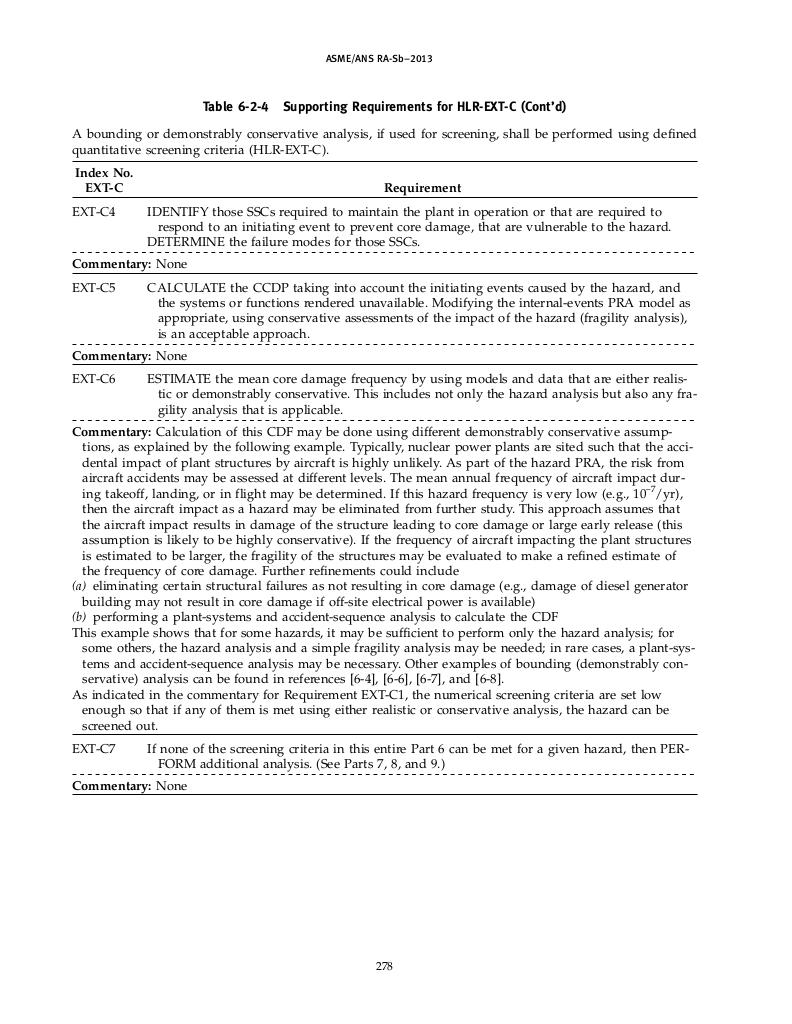 ASME/ANS RA-Sb–2013
Table 6-2-4 Supporting Requirements for HLR-EXT-C (Cont'd)
A bounding or demonstrably conservative analysis, if used for screening, shall be performed using defined
quantitative screening criteria (HLR-EXT-C).
Index No.
EXT-C Requirement
EXT-C4 IDENTIFY those SSCs required to maintain the plant in operation or that are required to
respond to an initiating event to prevent core damage, that are vulnerable to the hazard.
DETERMINE the failure modes for those SSCs.
Commentary: None
EXT-C5 CALCULATE the CCDP taking into account the initiating events caused by the hazard, and
the systems or functions rendered unavailable. Modifying the internal-events PRA model as
appropriate, using conservative assessments of the impact of the hazard (fragility analysis),
is an acceptable approach.
Commentary: None
EXT-C6 ESTIMATE the mean core damage frequency by using models and data that are either realis-
tic or demonstrably conservative. This includes not only the hazard analysis but also any fra-
gility analysis that is applicable.
Commentary: Calculation of this CDF may be done using different demonstrably conservative assump-
tions, as explained by the following example. Typically, nuclear power plants are sited such that the acci-
dental impact of plant structures by aircraft is highly unlikely. As part of the hazard PRA, the risk from
aircraft accidents may be assessed at different levels. The mean annual frequency of aircraft impact dur-
ing takeoff, landing, or in flight may be determined. If this hazard frequency is very low (e.g., 10⁻⁷/yr),
then the aircraft impact as a hazard may be eliminated from further study. This approach assumes that
the aircraft impact results in damage of the structure leading to core damage or large early release (this
assumption is likely to be highly conservative). If the frequency of aircraft impacting the plant structures
is estimated to be larger, the fragility of the structures may be evaluated to make a refined estimate of
the frequency of core damage. Further refinements could include
(a) eliminating certain structural failures as not resulting in core damage (e.g., damage of diesel generator
building may not result in core damage if off-site electrical power is available)
(b) performing a plant-systems and accident-sequence analysis to calculate the CDF
This example shows that for some hazards, it may be sufficient to perform only the hazard analysis; for
some others, the hazard analysis and a simple fragility analysis may be needed; in rare cases, a plant-sys-
tems and accident-sequence analysis may be necessary. Other examples of bounding (demonstrably con-
servative) analysis can be found in references [6-4], [6-6], [6-7], and [6-8].
As indicated in the commentary for Requirement EXT-C1, the numerical screening criteria are set low
enough so that if any of them is met using either realistic or conservative analysis, the hazard can be
screened out.
EXT-C7 If none of the screening criteria in this entire Part 6 can be met for a given hazard, then PER-
FORM additional analysis. (See Parts 7, 8, and 9.)
Commentary: None
278